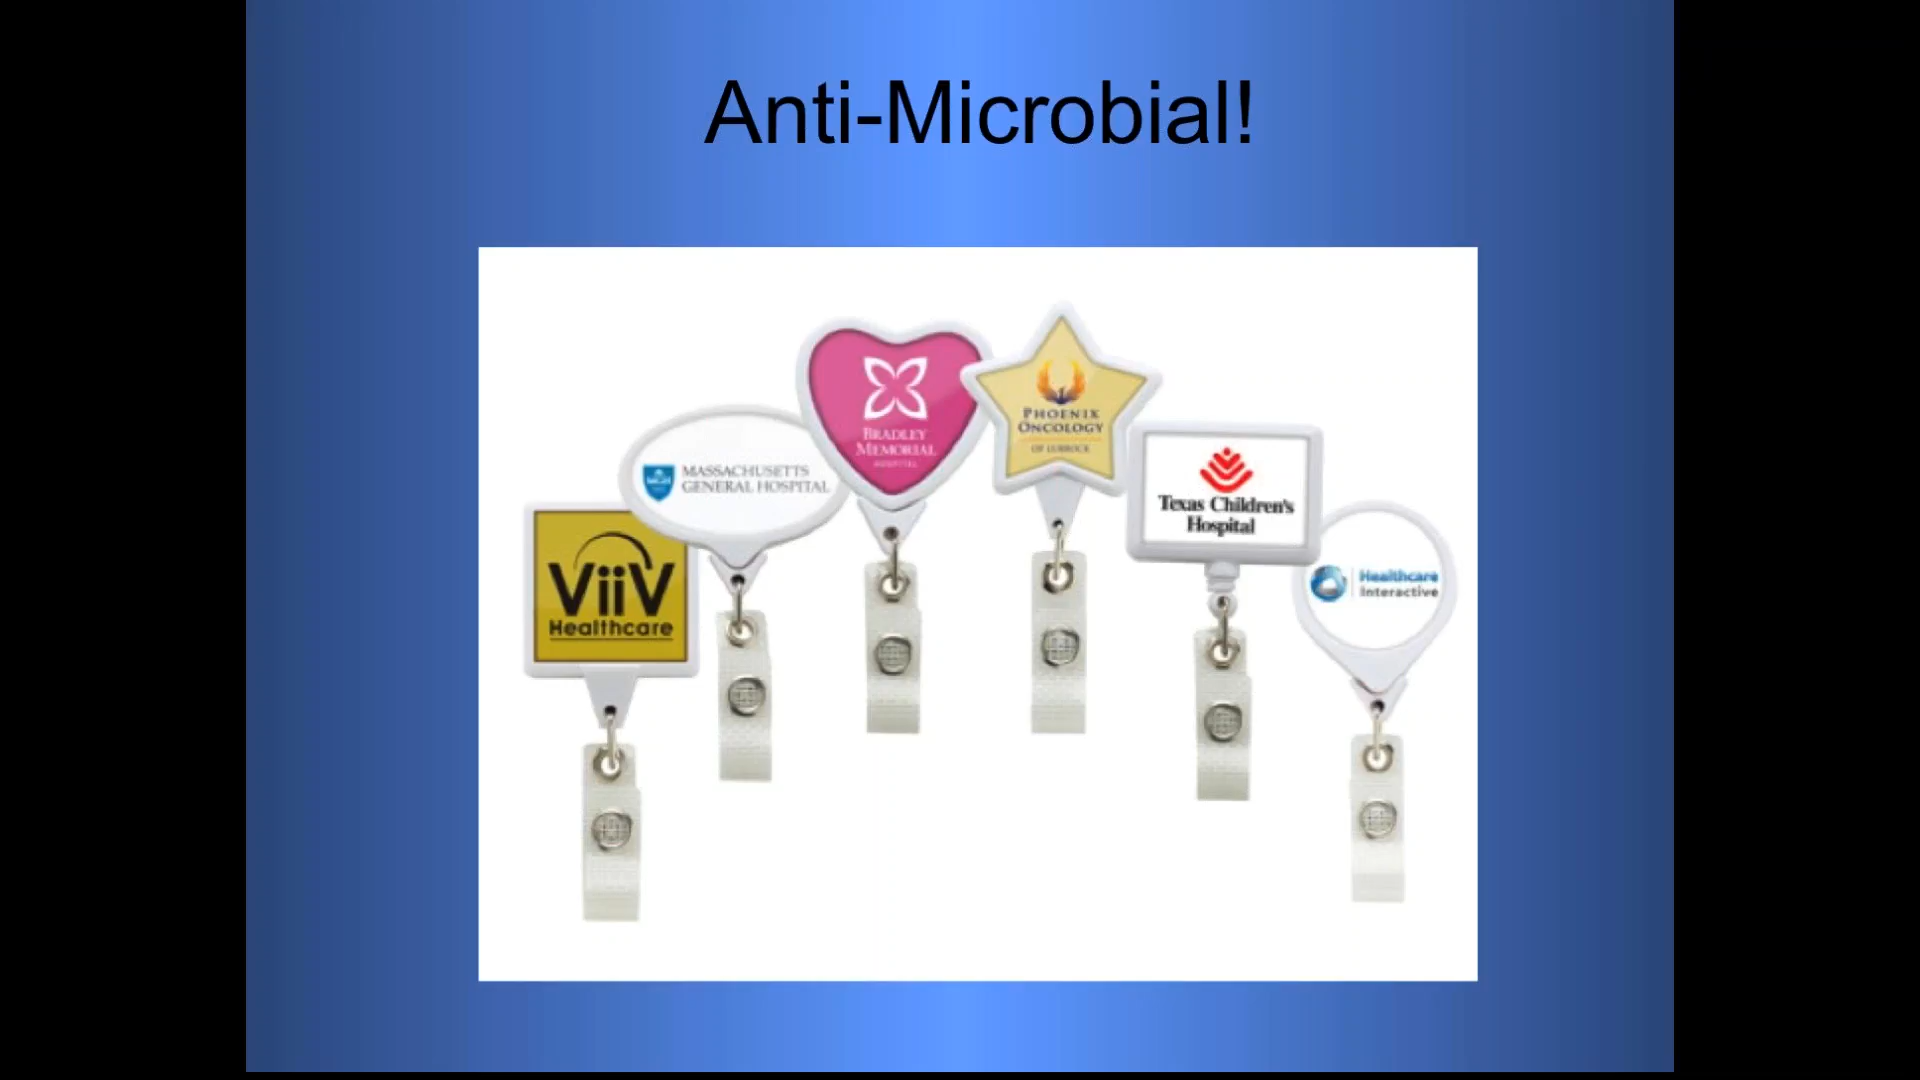 Anti-Microbial!
ViiV
Healthcare
MGH
MASSACHUSETTS
GENERAL HOSPITAL
BRADLEY
MEMORIAL
HOSPITAL
PHOENIX
ONCOLOGY
OF LUBBOCK
Texas Children's
Hospital
Healthcare
Interactive